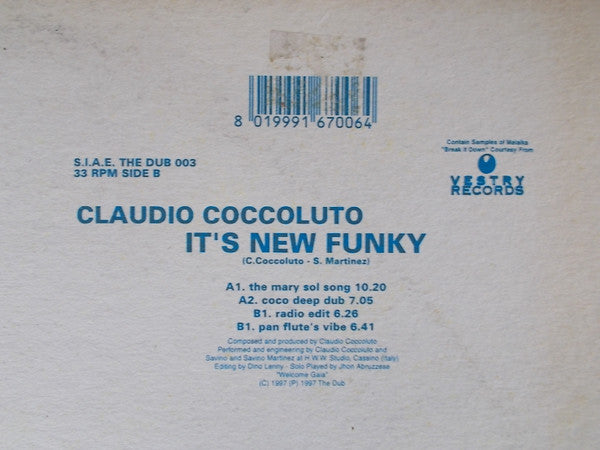 8 019991 670064
Contain Samples of Malaika
"Break it Down" Courtesy From
VESTRY
RECORDS
S.I.A.E. THE DUB 003
33 RPM SIDE B
CLAUDIO COCCOLUTO
IT'S NEW FUNKY
(C.Coccoluto - S. Martinez)
A1. the mary sol song 10.20
A2. coco deep dub 7.05
B1. radio edit 6.26
B1. pan flute's vibe 6.41
Composed and produced by Claudio Coccoluto
Performed and engineering by Claudio Coccoluto and
Savino and Savino Martinez at H.W.W. Studio, Cassino (Italy)
Editing by Dino Lenny - Solo Played by Jhon Abruzzese
"Welcome Gaia"
(C) 1997 (P) 1997 The Dub